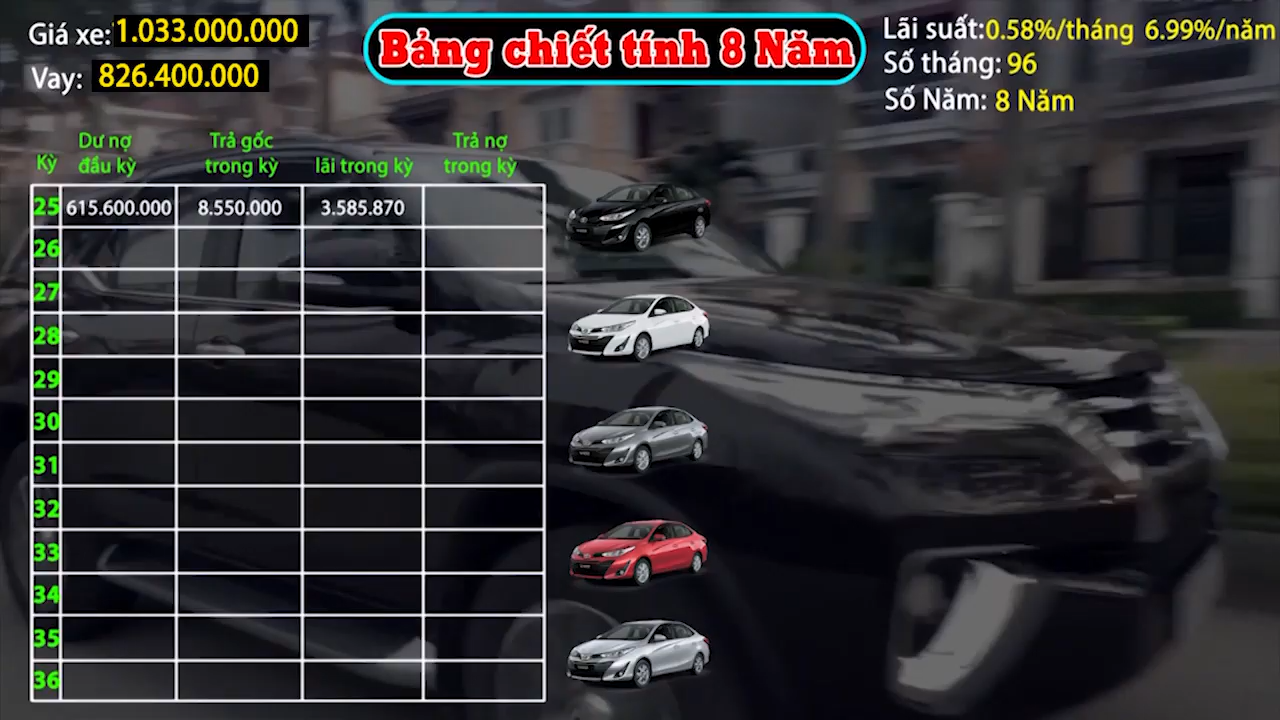 Giá xe: 1.033.000.000
Vay: 826.400.000
Bảng chiết tính 8 Năm
Lãi suất: 0.58%/tháng 6.99%/năm
Số tháng: 96
Số Năm: 8 Năm
Kỳ Dư nợ đầu kỳ Trả gốc trong kỳ lãi trong kỳ Trả nợ trong kỳ
25 615.600.000 8.550.000 3.585.870
26
27
28
29
30
31
32
33
34
35
36